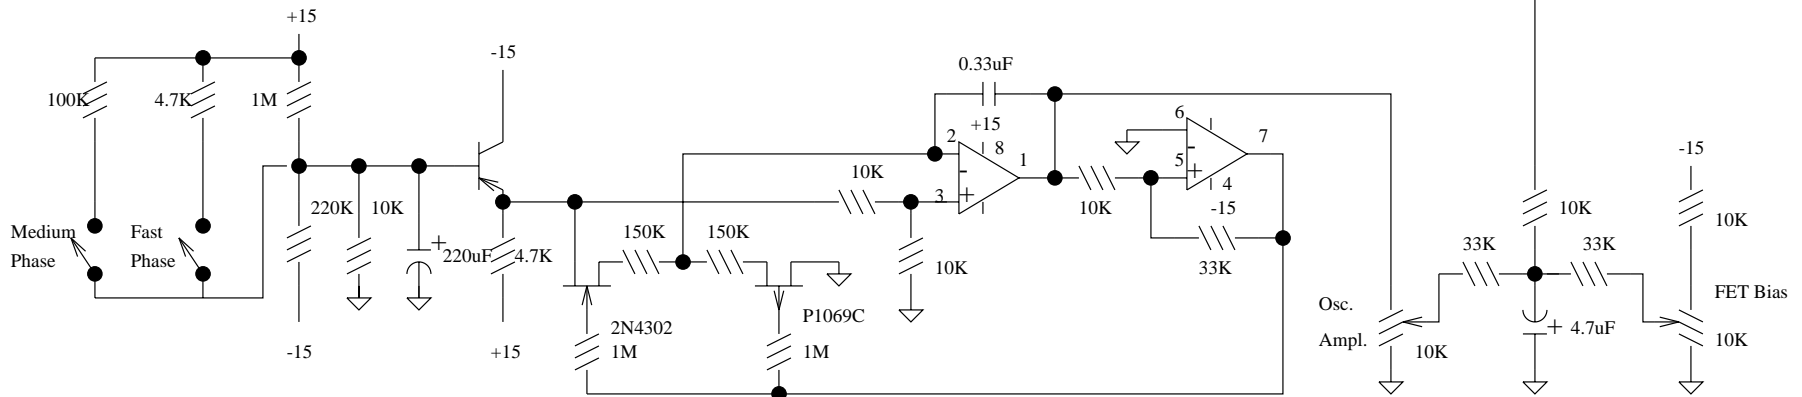 +15
-15
0.33uF
100K
4.7K
1M
+15
6
7
2
8
-
-
5
1
+
4
-15
10K
3
+
10K
-15
220K
10K
10K
10K
Medium
Phase
Fast
Phase
+
220uF
4.7K
150K
150K
10K
33K
33K
33K
FET Bias
Osc.
Ampl.
10K
+
4.7uF
10K
P1069C
2N4302
1M
1M
-15
+15